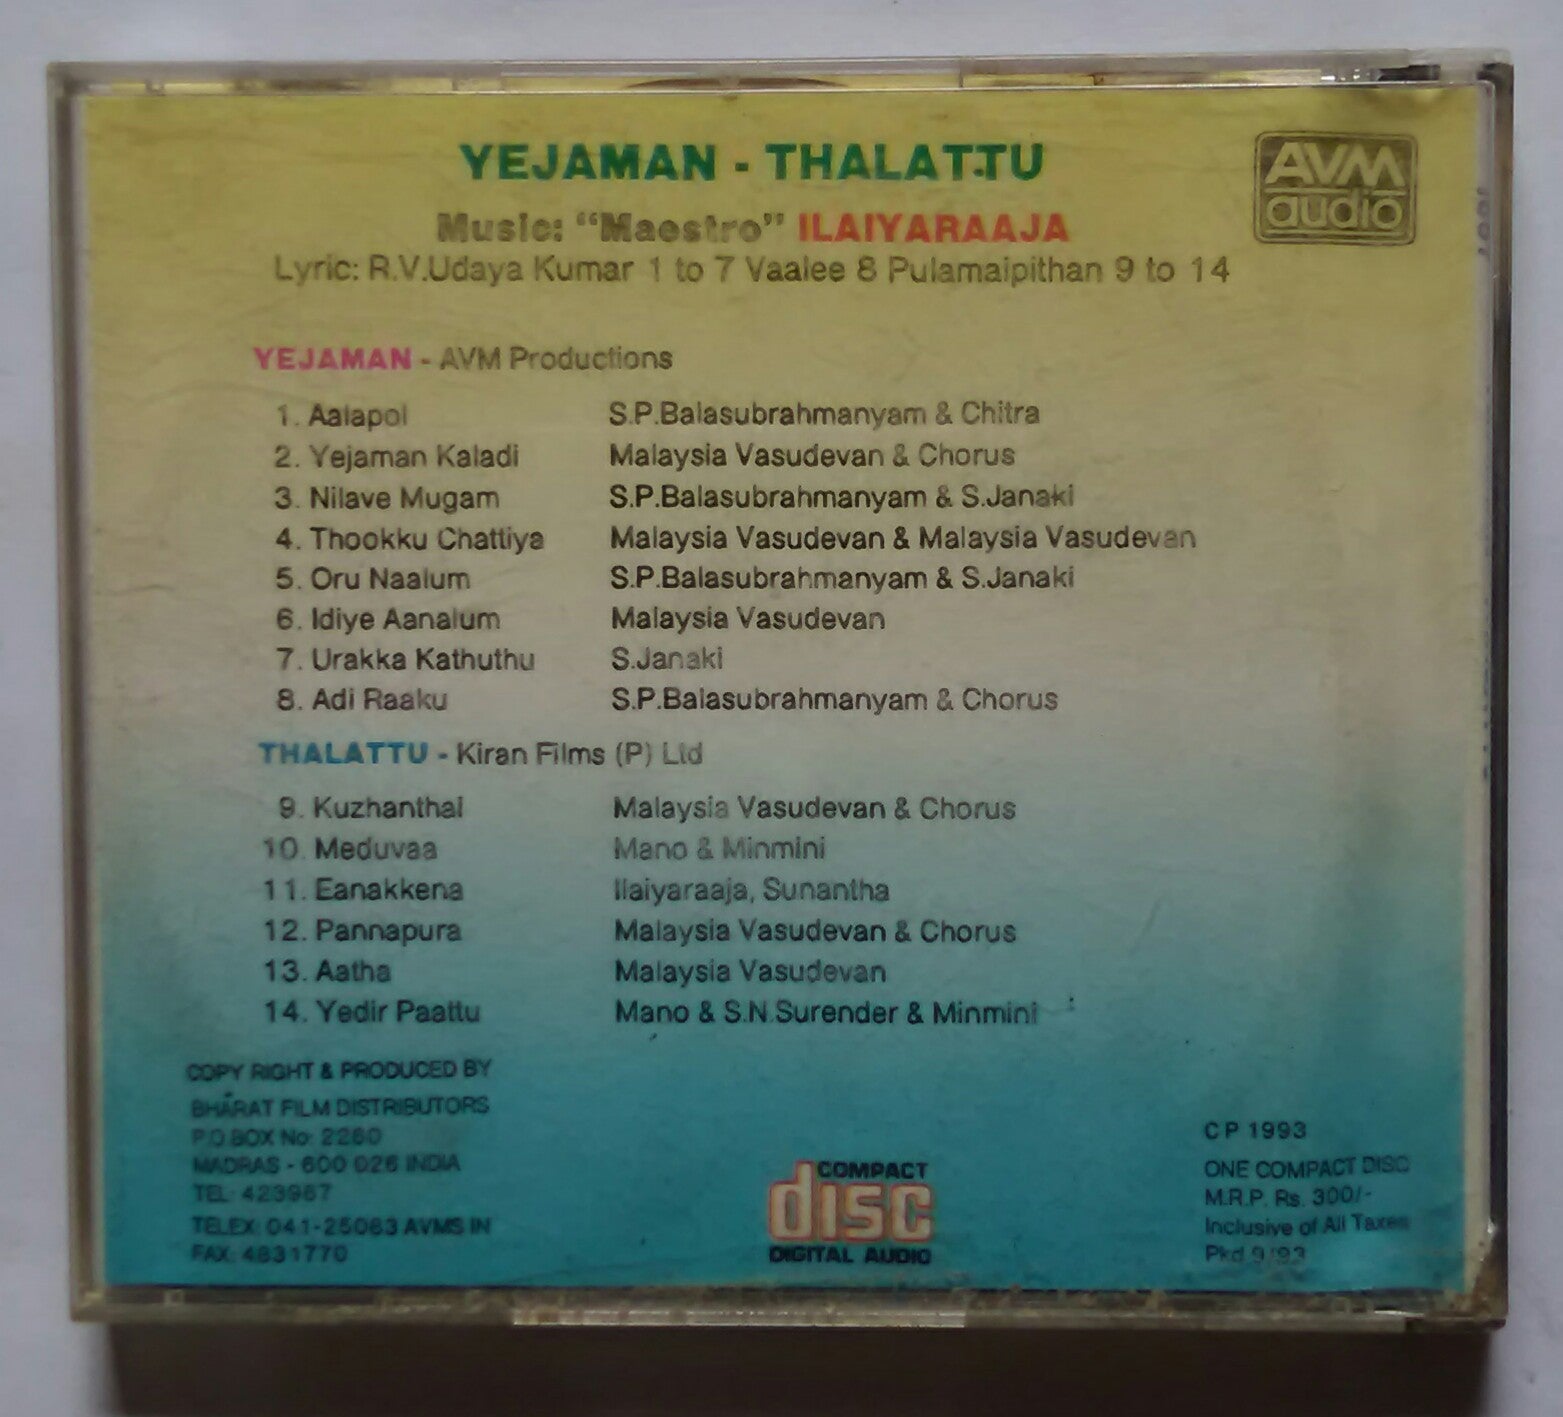 YEJAMAN - THALATTU
AVM
audio
Music: "Maestro" ILAIYARAAJA
Lyric: R.V.Udaya Kumar 1 to 7 Vaalee 8 Pulamaipithan 9 to 14
YEJAMAN - AVM Productions
1. Aalapol S.P.Balasubrahmanyam & Chitra
2. Yejaman Kaladi Malaysia Vasudevan & Chorus
3. Nilave Mugam S.P.Balasubrahmanyam & S.Janaki
4. Thookku Chattiya Malaysia Vasudevan & Malaysia Vasudevan
5. Oru Naalum S.P.Balasubrahmanyam & S.Janaki
6. Idiye Aanalum Malaysia Vasudevan
7. Urakka Kathuthu S.Janaki
8. Adi Raaku S.P.Balasubrahmanyam & Chorus
THALATTU - Kiran Films (P) Ltd
9. Kuzhanthai Malaysia Vasudevan & Chorus
10. Meduvaa Mano & Minmini
11. Eanakkena Ilaiyaraaja, Sunantha
12. Pannapura Malaysia Vasudevan & Chorus
13. Aatha Malaysia Vasudevan
14. Yedir Paattu Mano & S.N.Surender & Minmini
COPY RIGHT & PRODUCED BY
BHARAT FILM DISTRIBUTORS
P.O.BOX No: 2260
MADRAS - 600 026 INDIA
TEL: 423967
TELEX: 041-25083 AVMS IN
FAX: 4831770
COMPACT
disc
DIGITAL AUDIO
C P 1993
ONE COMPACT DISC
M.R.P. Rs. 300/-
Inclusive of All Taxes
Pkd 9/93